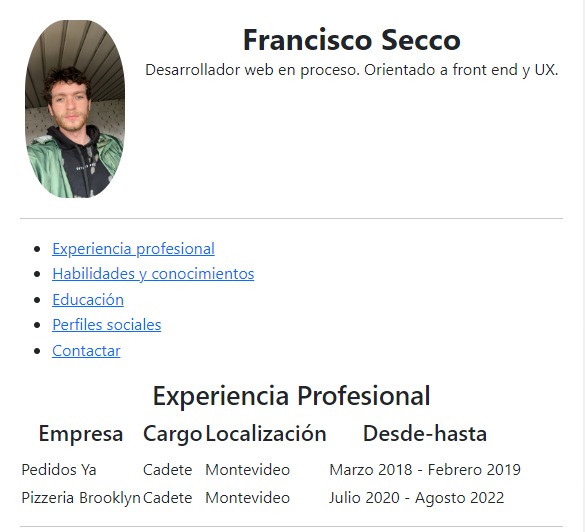 Francisco Secco
Desarrollador web en proceso. Orientado a front end y UX.
Experiencia profesional
Habilidades y conocimientos
Educación
Perfiles sociales
Contactar
Experiencia Profesional
Empresa Cargo Localización Desde-hasta
Pedidos Ya Cadete Montevideo Marzo 2018 - Febrero 2019
Pizzeria Brooklyn Cadete Montevideo Julio 2020 - Agosto 2022